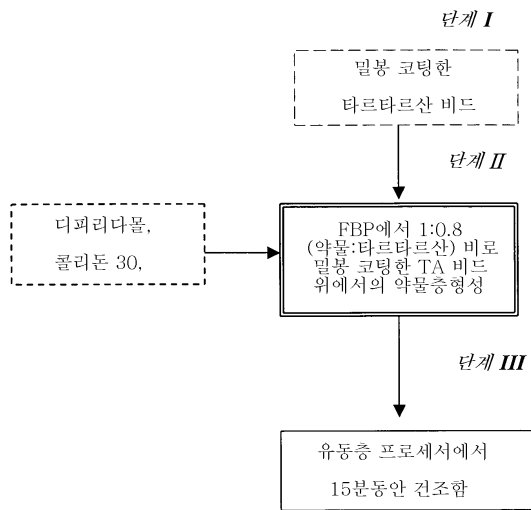 단계 I
밀봉 코팅한
타르타르산 비드
단계 II
디피리다몰,
콜리돈 30,
FBP에서 1:0.8
(약물:타르타르산) 비로
밀봉 코팅한 TA 비드
위에서의 약물층형성
단계 III
유동층 프로세서에서
15분동안 건조함